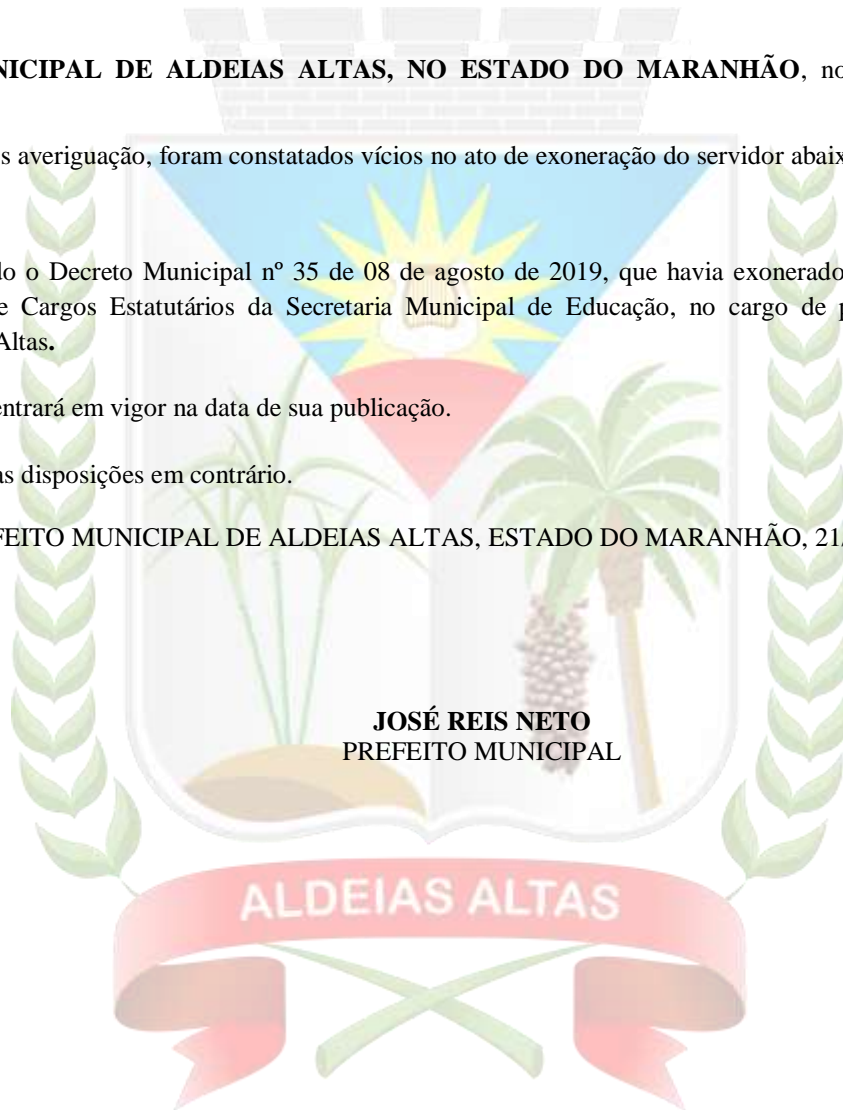 NICIPAL DE ALDEIAS ALTAS, NO ESTADO DO MARANHÃO, no
s averiguação, foram constatados vícios no ato de exoneração do servidor abaix
do o Decreto Municipal nº 35 de 08 de agosto de 2019, que havia exonerado
e Cargos Estatutários da Secretaria Municipal de Educação, no cargo de p
Altas.
entrará em vigor na data de sua publicação.
as disposições em contrário.
FEITO MUNICIPAL DE ALDEIAS ALTAS, ESTADO DO MARANHÃO, 21
JOSÉ REIS NETO
PREFEITO MUNICIPAL
ALDEIAS ALTAS